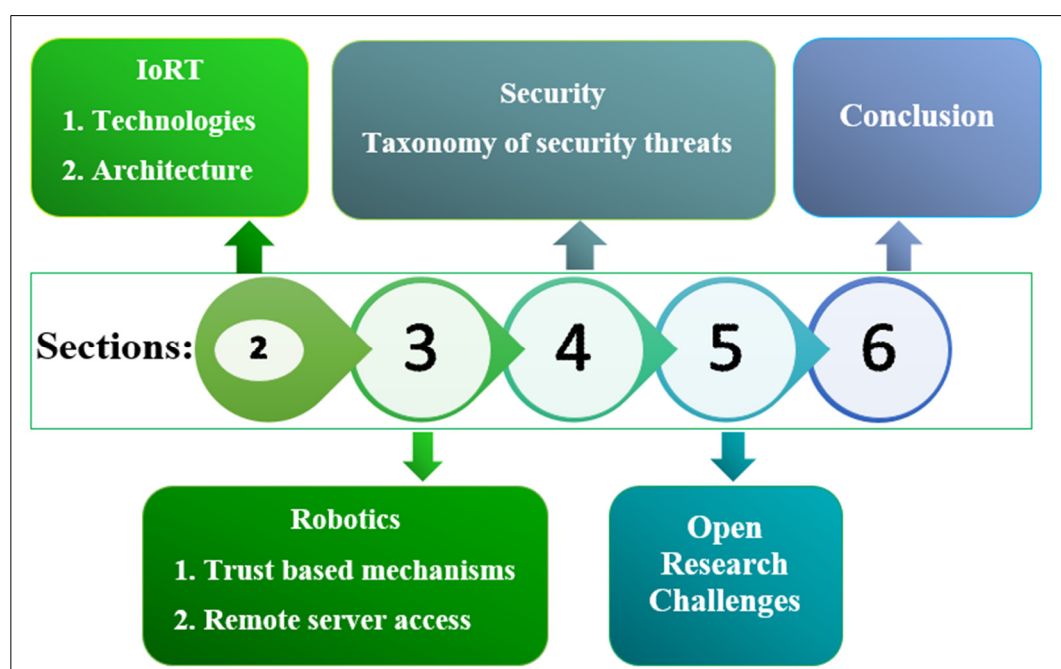 IoRT
1. Technologies
2. Architecture
Security
Taxonomy of security threats
Conclusion
Sections: 2 3 4 5 6
Robotics
1. Trust based mechanisms
2. Remote server access
Open
Research
Challenges